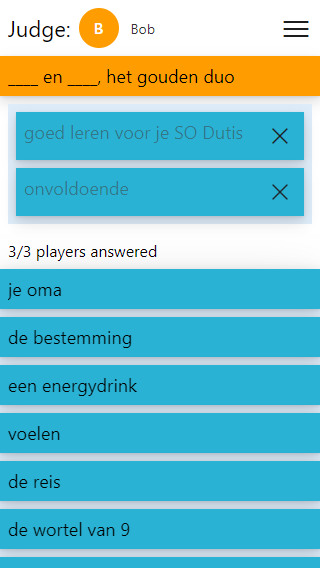 Judge: B Bob
____ en ____, het gouden duo
goed leren voor je SO Dutis
onvoldoende
3/3 players answered
je oma
de bestemming
een energydrink
voelen
de reis
de wortel van 9